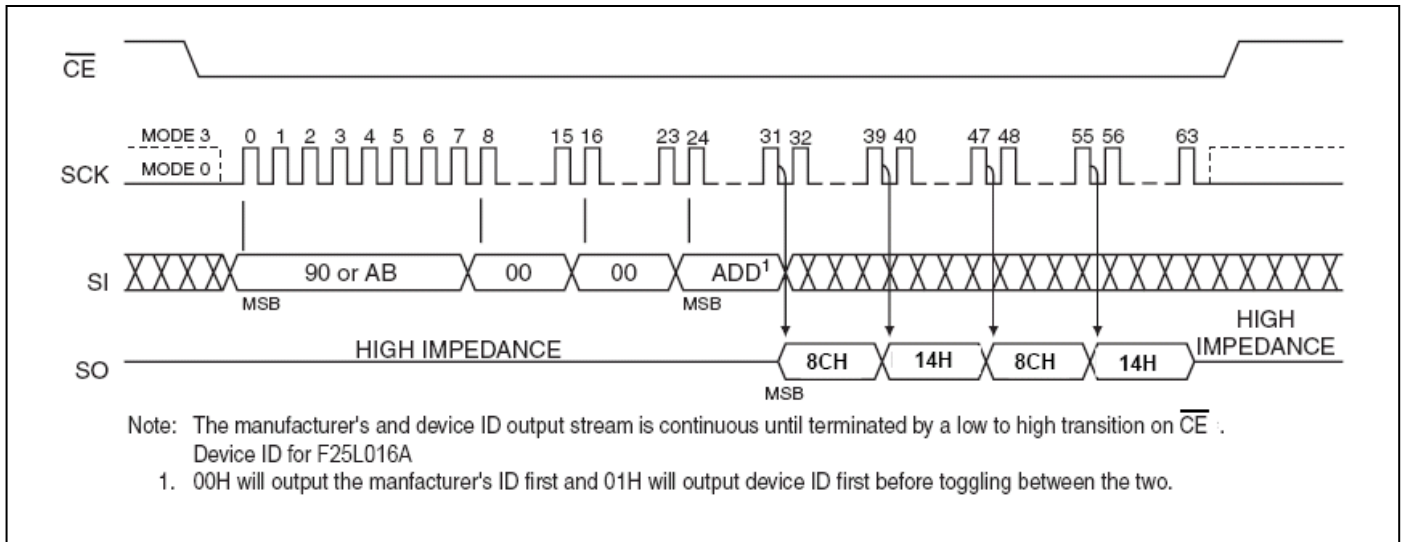 CE
MODE 3 0 1 2 3 4 5 6 7 8 15 16 23 24 31 32 39 40 47 48 55 56 63
SCK MODE 0
SI 90 or AB 00 00 ADD1
MSB MSB
HIGH IMPEDANCE HIGH IMPEDANCE
SO 8CH 14H 8CH 14H
MSB
Note: The manufacturer's and device ID output stream is continuous until terminated by a low to high transition on CE .
Device ID for F25L016A
1. 00H will output the manfacturer's ID first and 01H will output device ID first before toggling between the two.